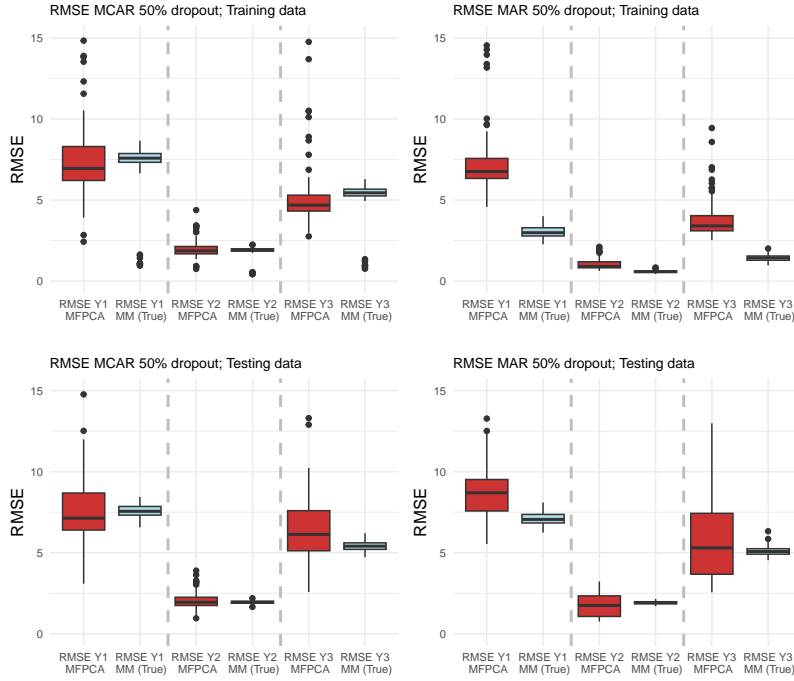 RMSE MCAR 50% dropout; Training data
RMSE
15
10
5
0
RMSE Y1 RMSE Y1 RMSE Y2 RMSE Y2 RMSE Y3 RMSE Y3
MFPCA MM (True) MFPCA MM (True) MFPCA MM (True)
RMSE MAR 50% dropout; Training data
RMSE
15
10
5
0
RMSE Y1 RMSE Y1 RMSE Y2 RMSE Y2 RMSE Y3 RMSE Y3
MFPCA MM (True) MFPCA MM (True) MFPCA MM (True)
RMSE MCAR 50% dropout; Testing data
RMSE
15
10
5
0
RMSE Y1 RMSE Y1 RMSE Y2 RMSE Y2 RMSE Y3 RMSE Y3
MFPCA MM (True) MFPCA MM (True) MFPCA MM (True)
RMSE MAR 50% dropout; Testing data
RMSE
15
10
5
0
RMSE Y1 RMSE Y1 RMSE Y2 RMSE Y2 RMSE Y3 RMSE Y3
MFPCA MM (True) MFPCA MM (True) MFPCA MM (True)